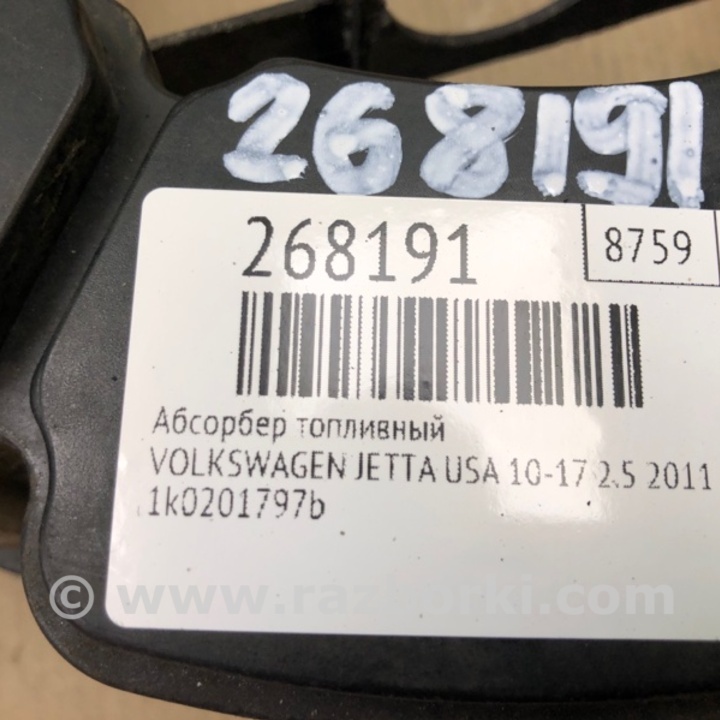 268191
268191
8759
Абсорбер топливный
VOLKSWAGEN JETTA USA 10-17 2.5 2011
1k0201797b
© www.razborki.com